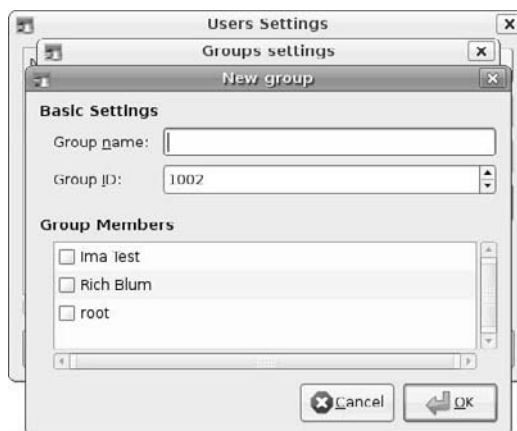 Users Settings
Groups settings
New group
Basic Settings
Group name:
Group ID: 1002
Group Members
Ima Test
Rich Blum
root
Cancel OK